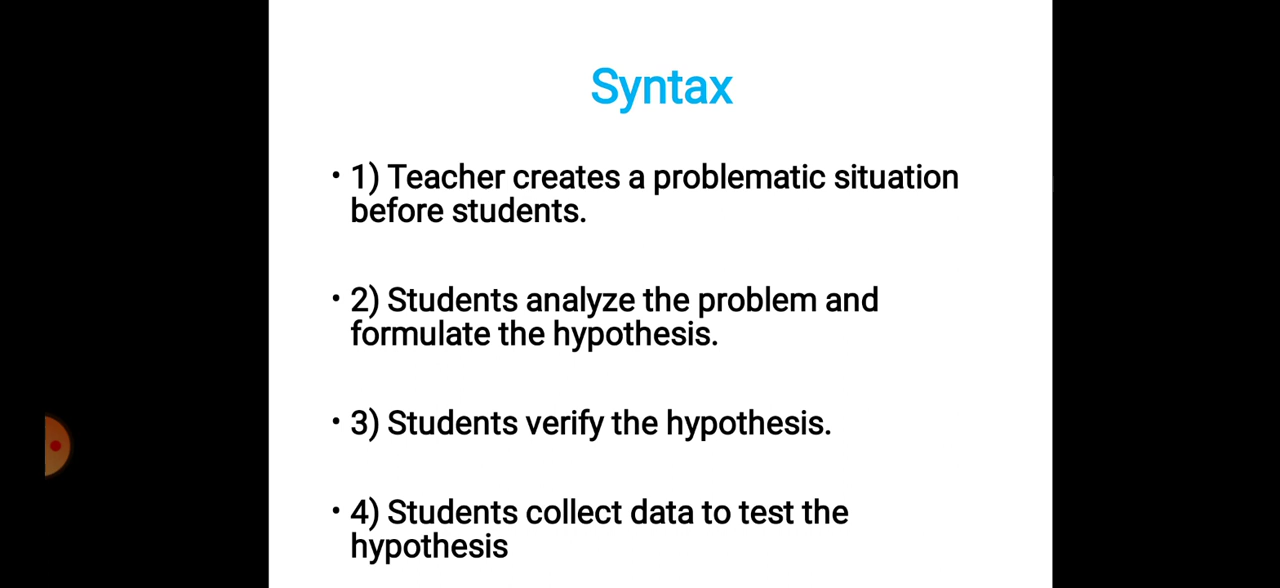 Syntax
• 1) Teacher creates a problematic situation
before students.
• 2) Students analyze the problem and
formulate the hypothesis.
• 3) Students verify the hypothesis.
• 4) Students collect data to test the
hypothesis